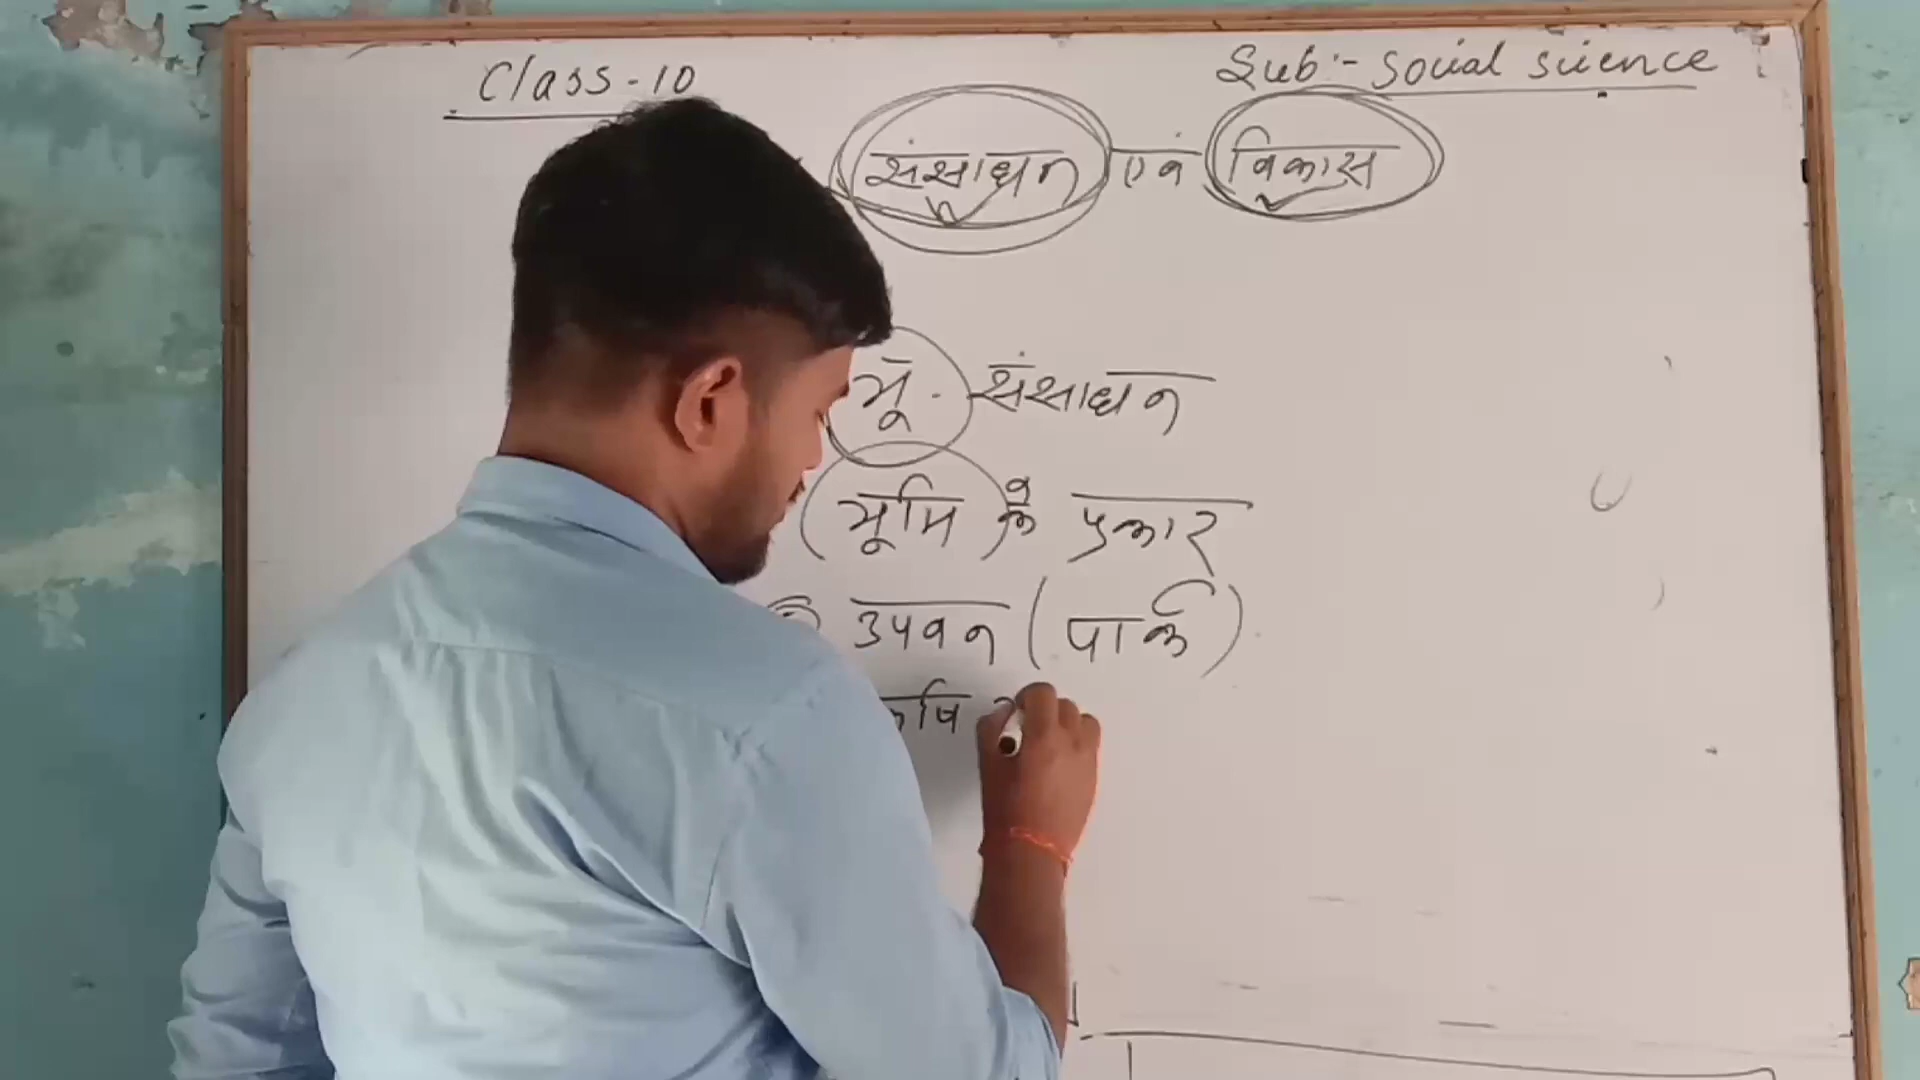 Class-10
Sub:- Social science
संसाधन एवं विकास
भू-संसाधन
(भूमि) के प्रकार
उपवन (पार्क)
कृषि